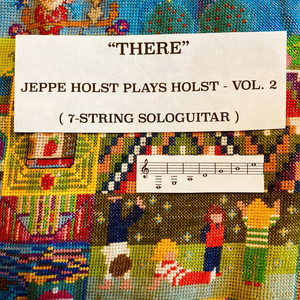 “THERE”
JEPPE HOLST PLAYS HOLST - VOL. 2
( 7-STRING SOLOGUITAR )